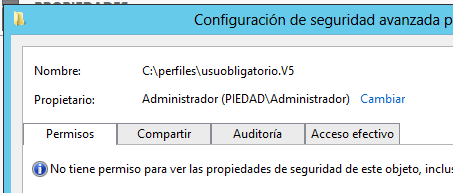 PROPIEDADES
Configuración de seguridad avanzada p
Nombre: C:\perfiles\usuobligatorio.V5
Propietario: Administrador (PIEDAD\Administrador) Cambiar
Permisos Compartir Auditoría Acceso efectivo
No tiene permiso para ver las propiedades de seguridad de este objeto, inclus